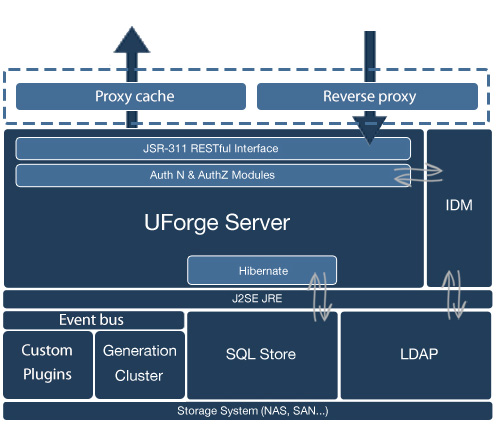 Proxy cache
Reverse proxy
JSR-311 RESTful Interface
Auth N & AuthZ Modules
UForge Server
IDM
Hibernate
J2SE JRE
Event bus
Custom
Plugins
Generation
Cluster
SQL Store
LDAP
Storage System (NAS, SAN...)